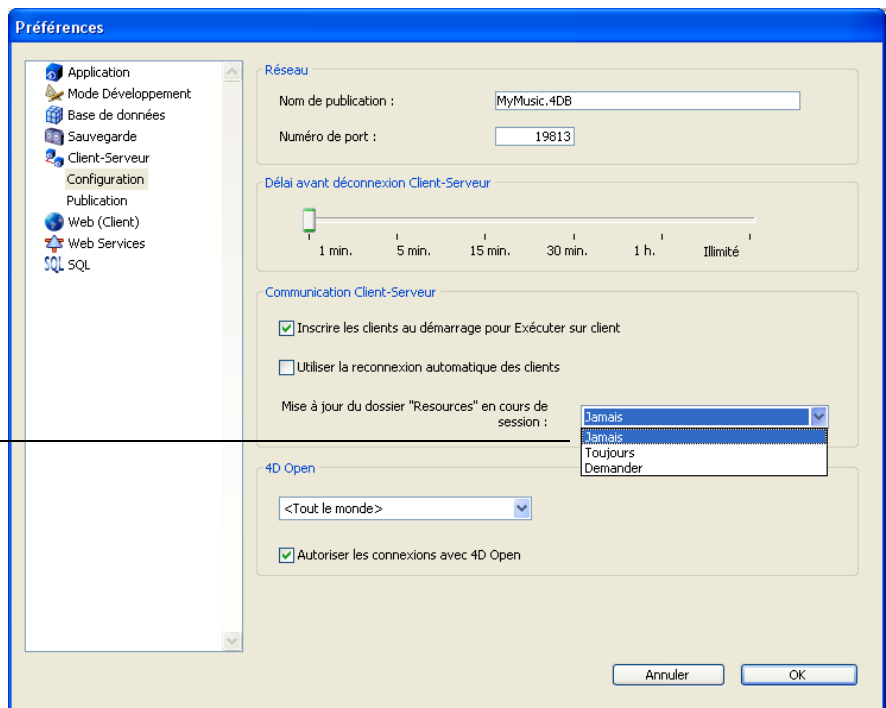 Préférences
Application
Mode Développement
Base de données
Sauvegarde
Client-Serveur
Configuration
Publication
Web (Client)
Web Services
SQL SQL
Réseau
Nom de publication : MyMusic.4DB
Numéro de port : 19813
Délai avant déconnexion Client-Serveur
1 min. 5 min. 15 min. 30 min. 1 h. Illimité
Communication Client-Serveur
Inscrire les clients au démarrage pour Exécuter sur client
Utiliser la reconnexion automatique des clients
Mise à jour du dossier "Resources" en cours de
session :
Jamais
Jamais
Toujours
Demander
4D Open
<Tout le monde>
Autoriser les connexions avec 4D Open
Annuler OK